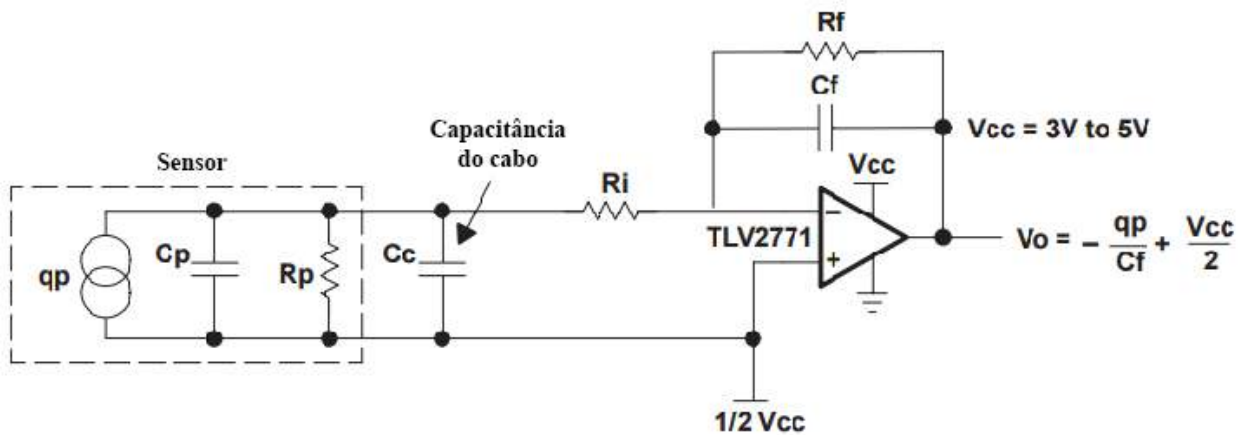 Rf
Cf
Capacitância
do cabo
Vcc = 3V to 5V
Sensor
Vcc
Ri
TLV2771
qp
Cp
Rp
Cc
Vo = - qp/Cf + Vcc/2
1/2 Vcc